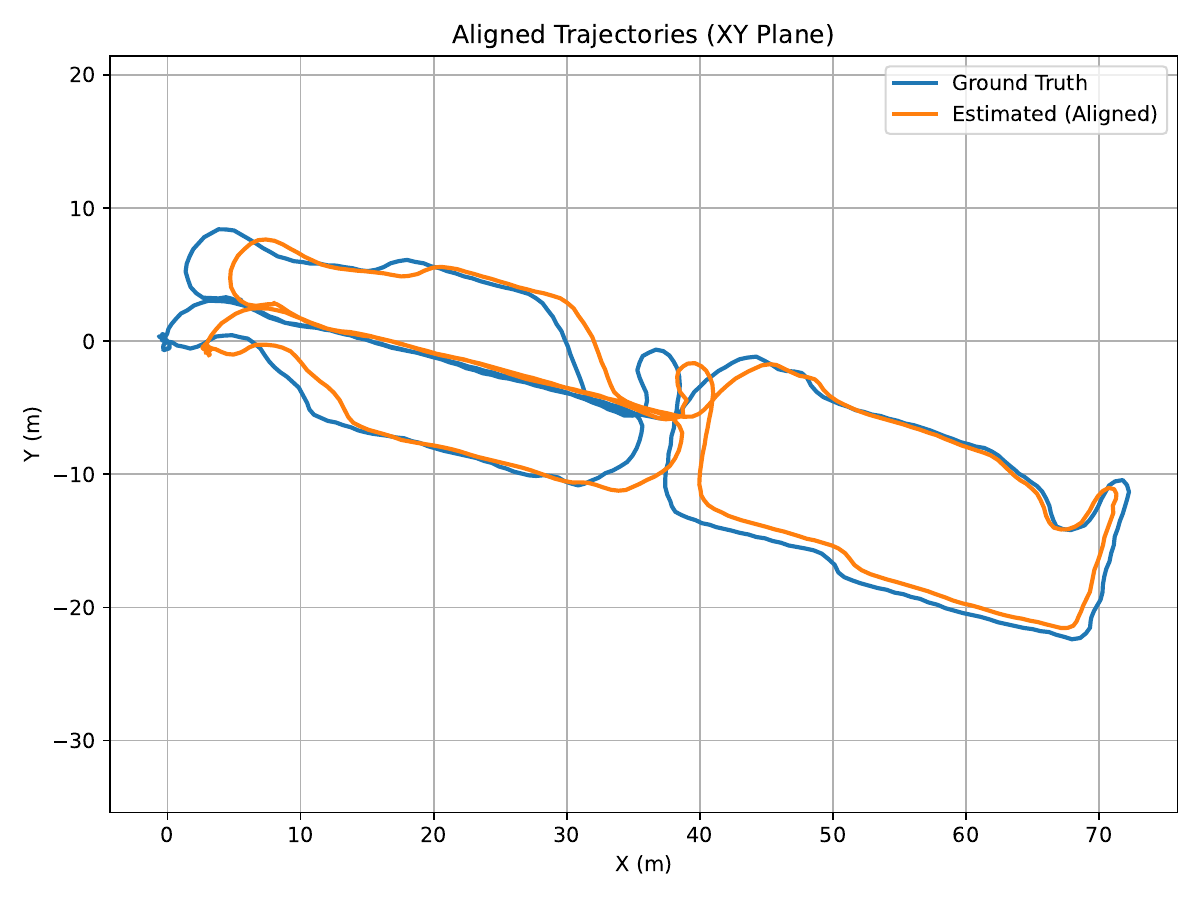 Aligned Trajectories (XY Plane)
Ground Truth
Estimated (Aligned)
20
10
0
−10
−20
−30
Y (m)
0 10 20 30 40 50 60 70
X (m)